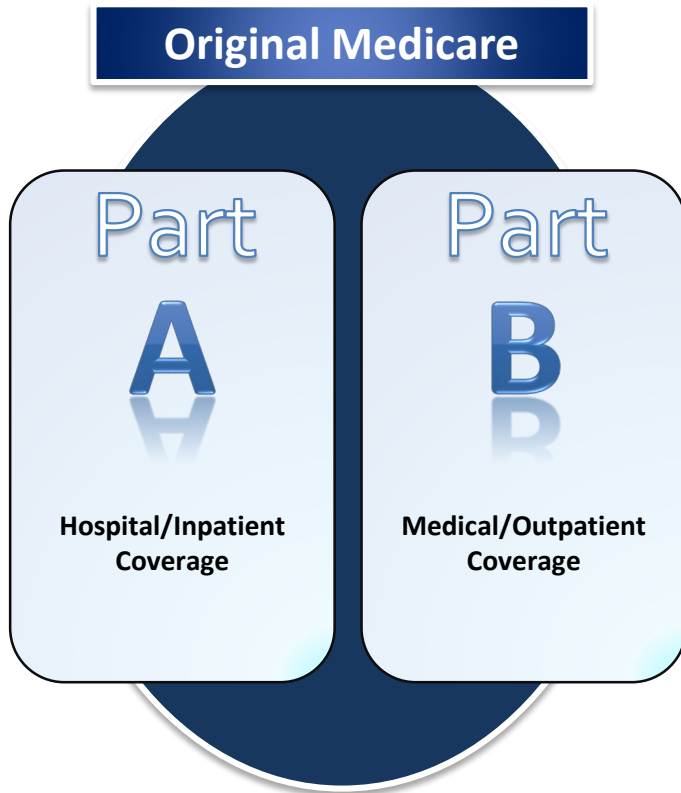 Original Medicare
Part
A
Hospital/Inpatient
Coverage
Part
B
Medical/Outpatient
Coverage